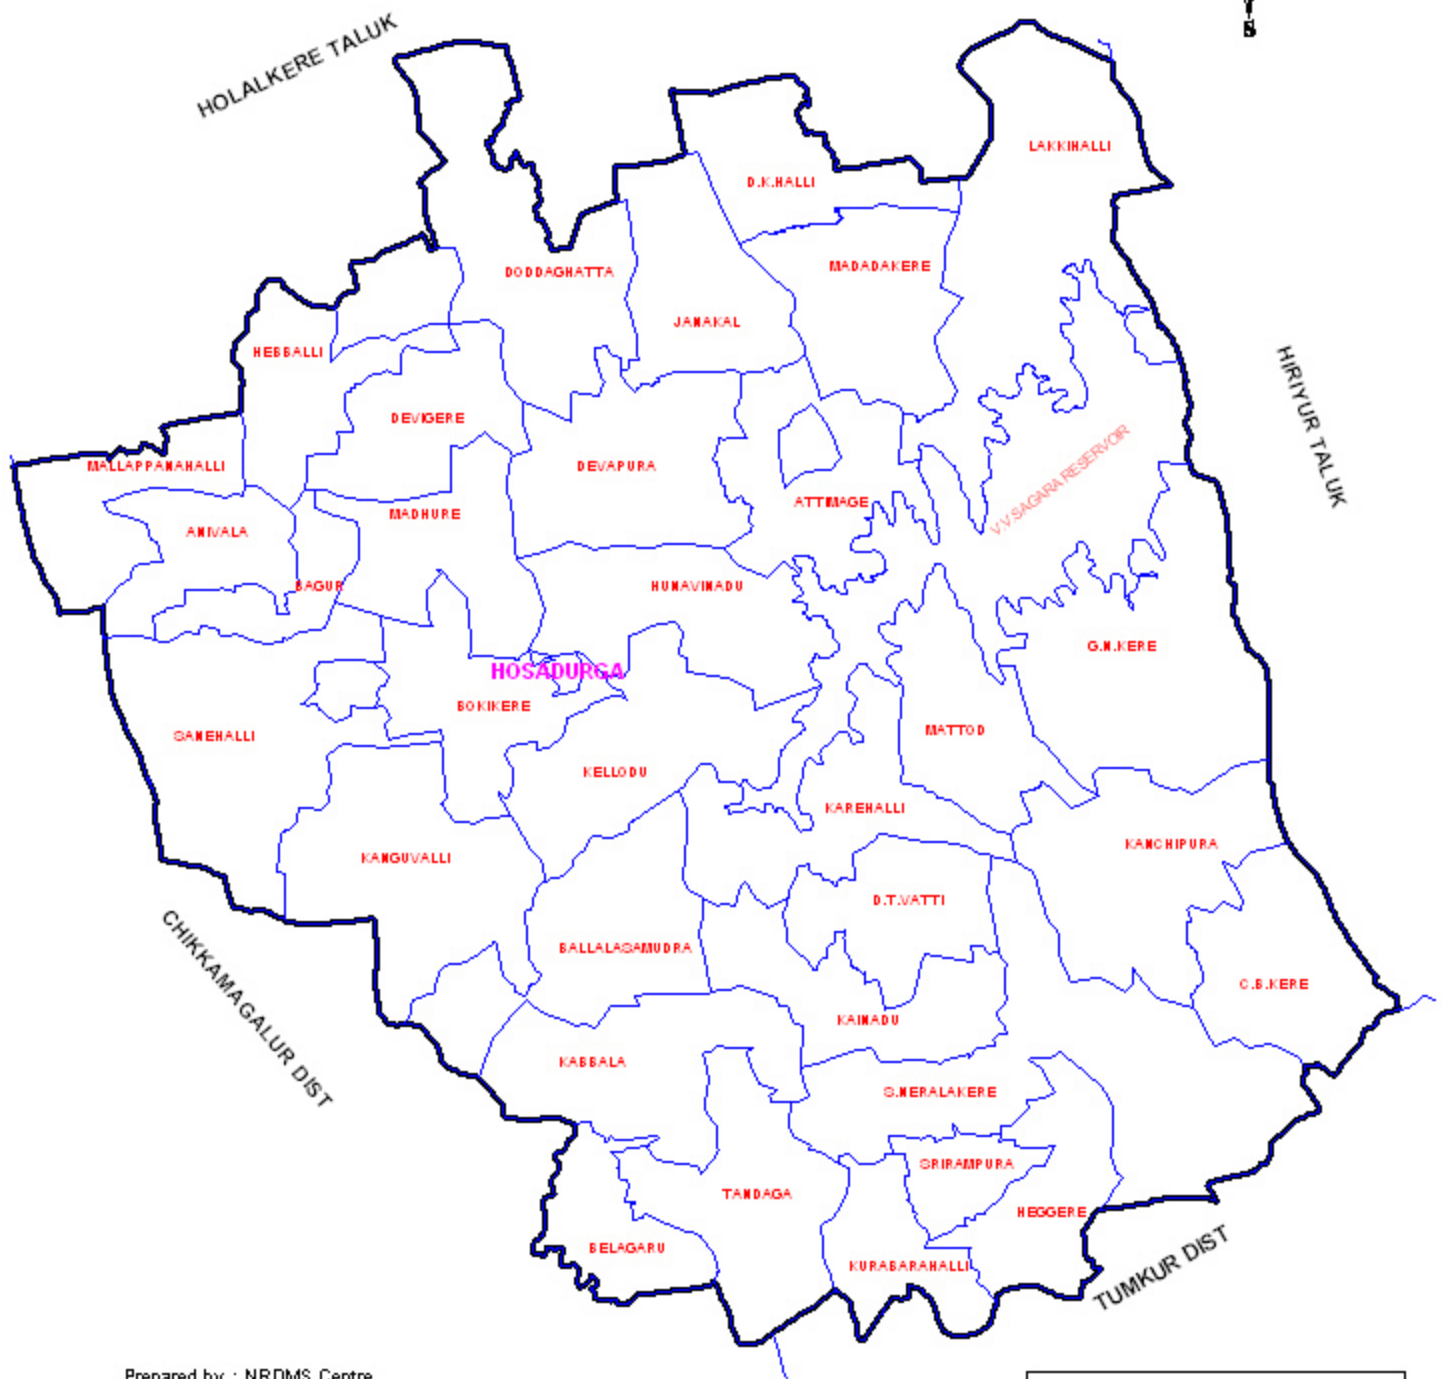 S
HOLALKERE TALUK
LAKKIHALLI
D.K.HALLI
MADADAKERE
DODDAGHATTA
JANAKAL
HEBBALLI
DEVIGERE
HIRIYUR TALUK
MALLAPPANAHALLI
DEVAPURA
V.V.SAGARA RESERVOIR
ATTIMAGE
MADHURE
ANIVALA
BAGUR
HUNAVINADU
G.N.KERE
HOSADURGA
BOKIKERE
SANEHALLI
MATTOD
KELLODU
KAREHALLI
KANCHIPURA
KANGUVALLI
D.T.VATTI
BALLALASAMUDRA
C.B.KERE
CHIKKAMAGALUR DIST
KAINADU
KABBALA
S.NERALAKERE
SRIRAMPURA
TANDAGA
HEGGERE
BELAGARU
KURABARAHALLI
TUMKUR DIST
Prepared by : NRDMS Centre